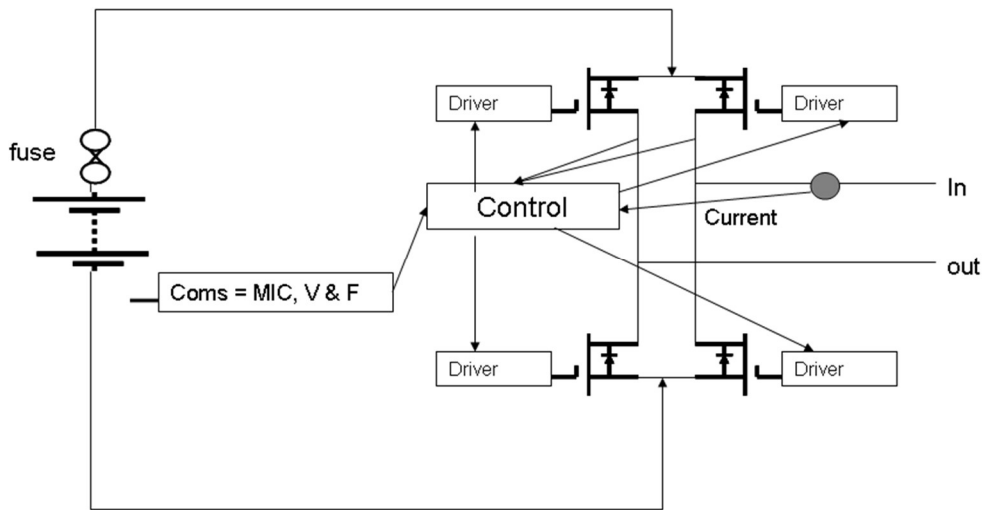 Driver
Driver
fuse
Control
In
Current
out
Coms = MIC, V & F
Driver
Driver